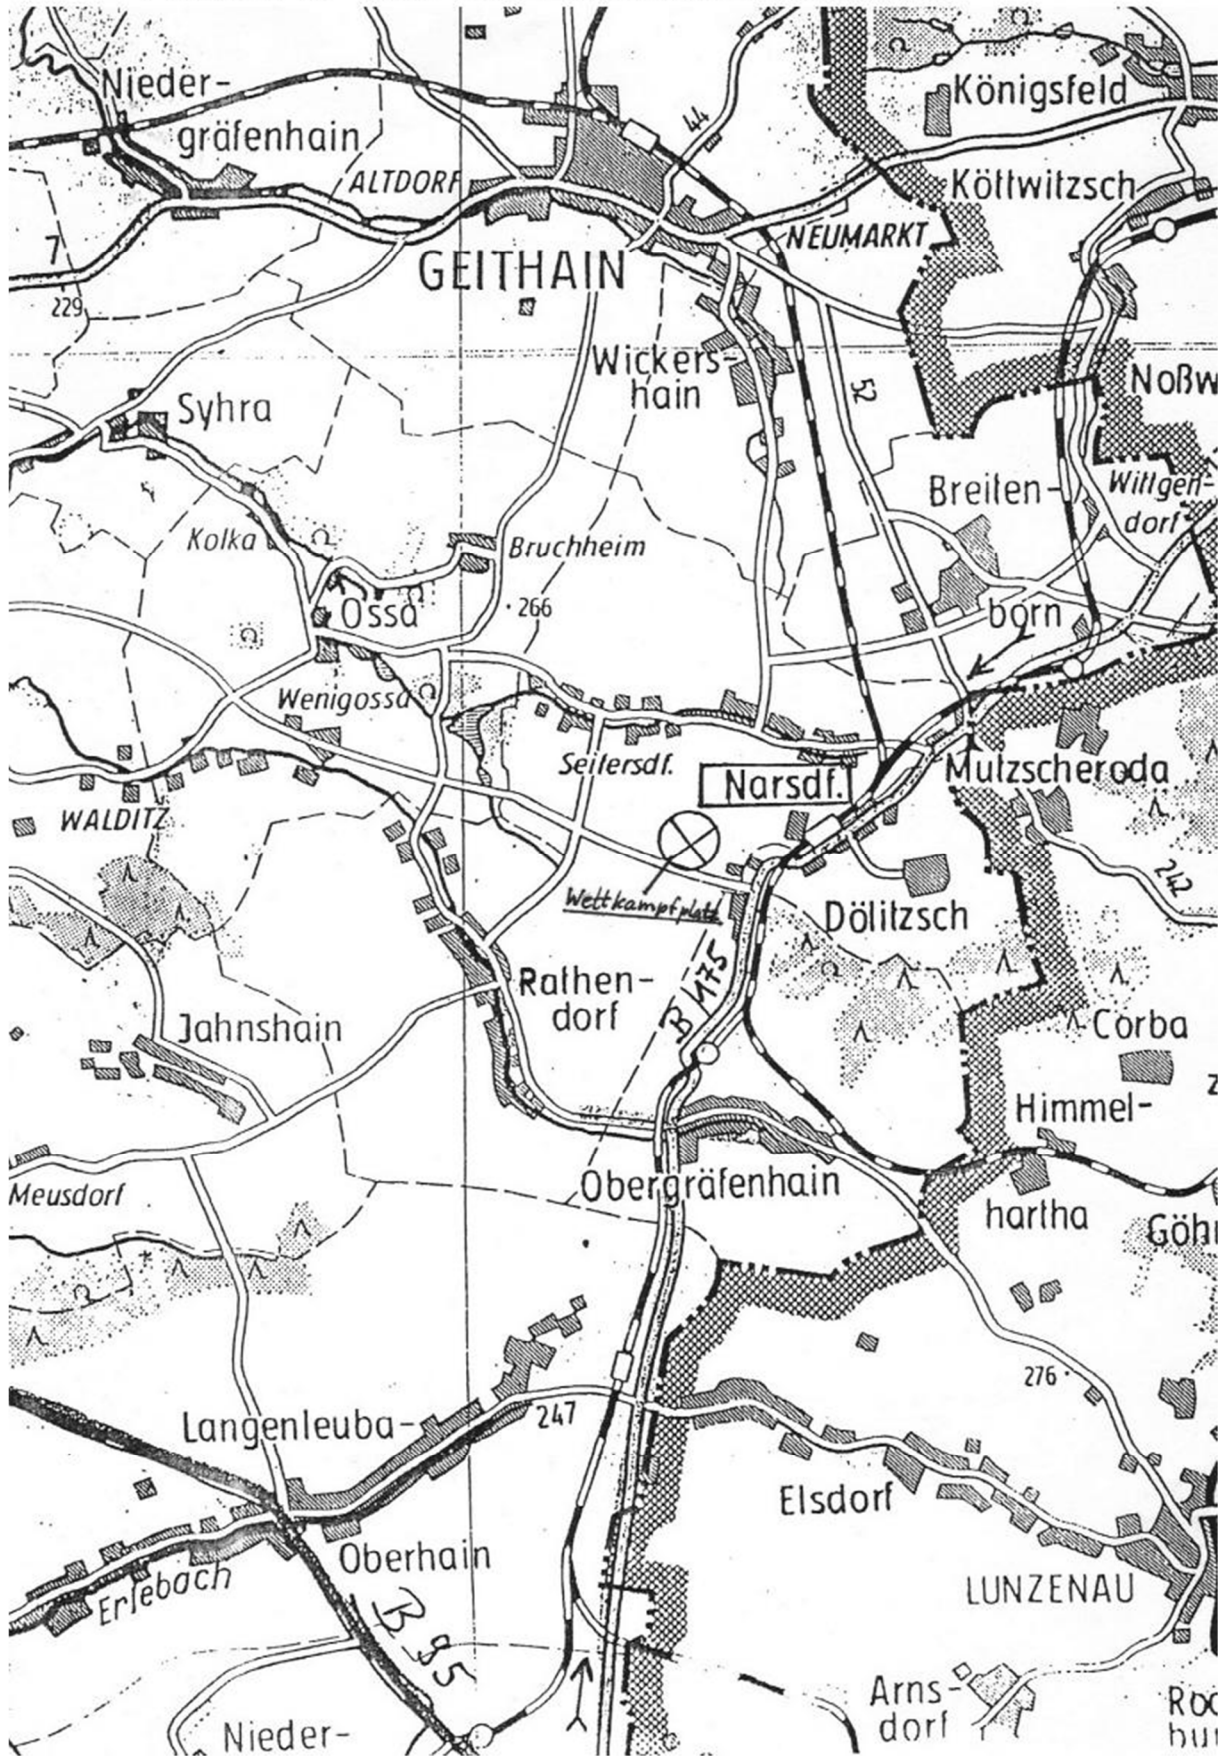 Nieder-
gräfenhain
Königsfeld
44
ALTDORF
Köttwitzsch
NEUMARKT
7
229
GEITHAIN
Wickers-
hain
52
Noßw
Syhra
Breiten-
born
Wittgen-
dorf
Kolka
Bruchheim
Ossa
266
Wenigossa
Seitersdf.
Narsdf.
Mutzscheroda
WALDITZ
Wettkampfplatz
242
Dölitzsch
B 175
Rathen-
dorf
Jahnshain
Corba
Himmel-
hartha
Meusdorf
Obergräfenhain
Göhr
276
Langenleuba-
Oberhain
247
Elsdorf
Erlebach
LUNZENAU
B 95
Arns-
dorf
Nieder-
Roc
bur